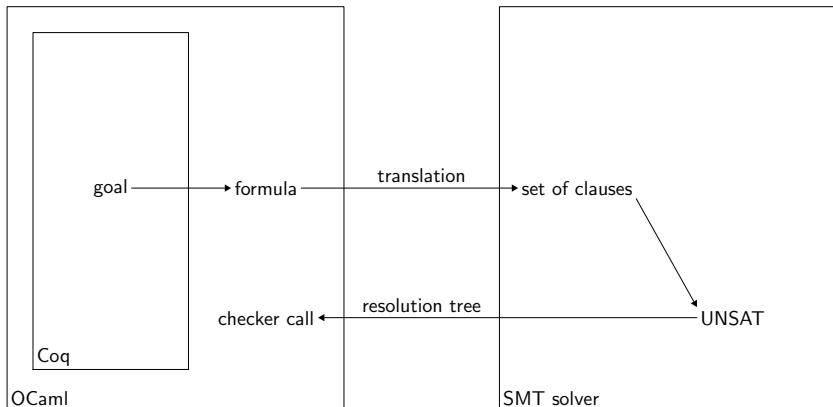 translation
goal
formula
set of clauses
resolution tree
checker call
UNSAT
Coq
OCaml
SMT solver